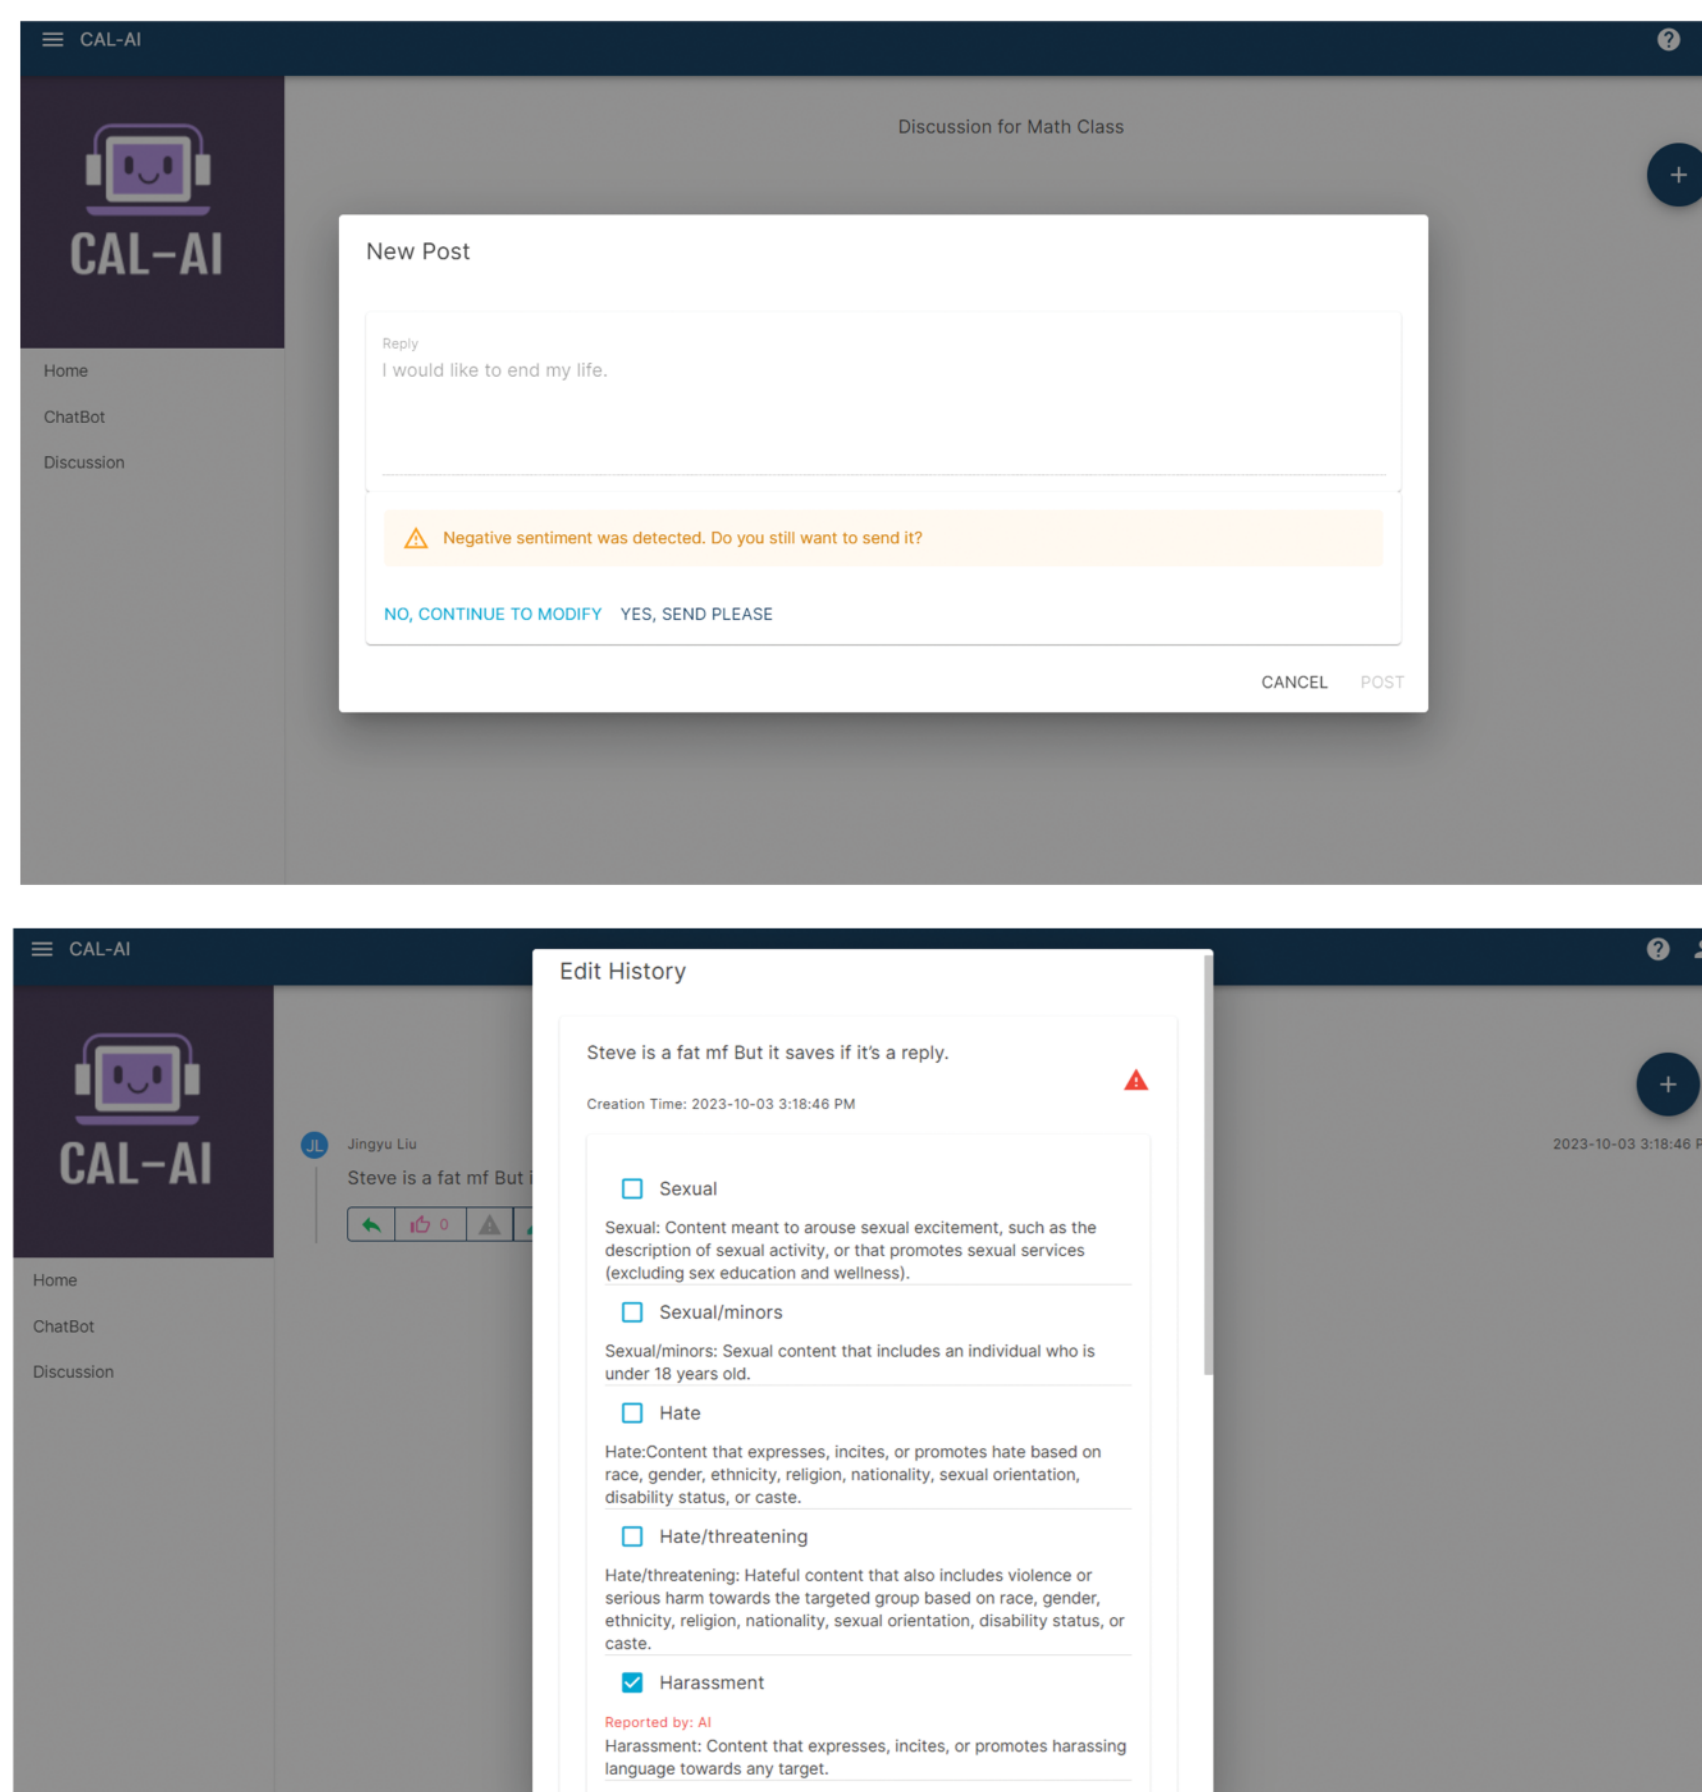 CAL-AI
CAL-AI
Home
ChatBot
Discussion
Discussion for Math Class
New Post
Reply
I would like to end my life.
Negative sentiment was detected. Do you still want to send it?
NO, CONTINUE TO MODIFY YES, SEND PLEASE
CANCEL POST
CAL-AI
CAL-AI
Home
ChatBot
Discussion
JL Jingyu Liu
Steve is a fat mf But i
0
2023-10-03 3:18:46 P
Edit History
Steve is a fat mf But it saves if it's a reply.
Creation Time: 2023-10-03 3:18:46 PM
Sexual
Sexual: Content meant to arouse sexual excitement, such as the
description of sexual activity, or that promotes sexual services
(excluding sex education and wellness).
Sexual/minors
Sexual/minors: Sexual content that includes an individual who is
under 18 years old.
Hate
Hate:Content that expresses, incites, or promotes hate based on
race, gender, ethnicity, religion, nationality, sexual orientation,
disability status, or caste.
Hate/threatening
Hate/threatening: Hateful content that also includes violence or
serious harm towards the targeted group based on race, gender,
ethnicity, religion, nationality, sexual orientation, disability status, or
caste.
Harassment
Reported by: AI
Harassment: Content that expresses, incites, or promotes harassing
language towards any target.